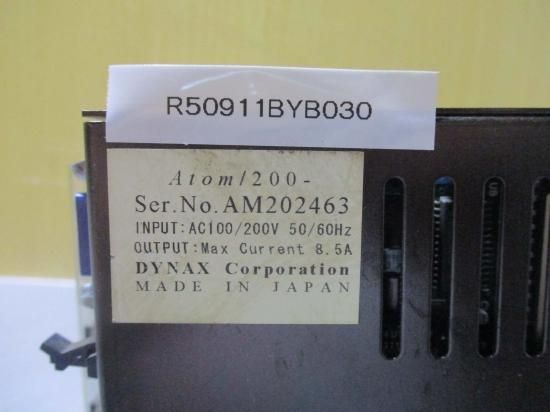 R50911BYB030
Atom/200-
Ser.No.AM202463
INPUT:AC100/200V 50/60Hz
OUTPUT:Max Current 8.5A
DYNAX Corporation
MADE IN JAPAN